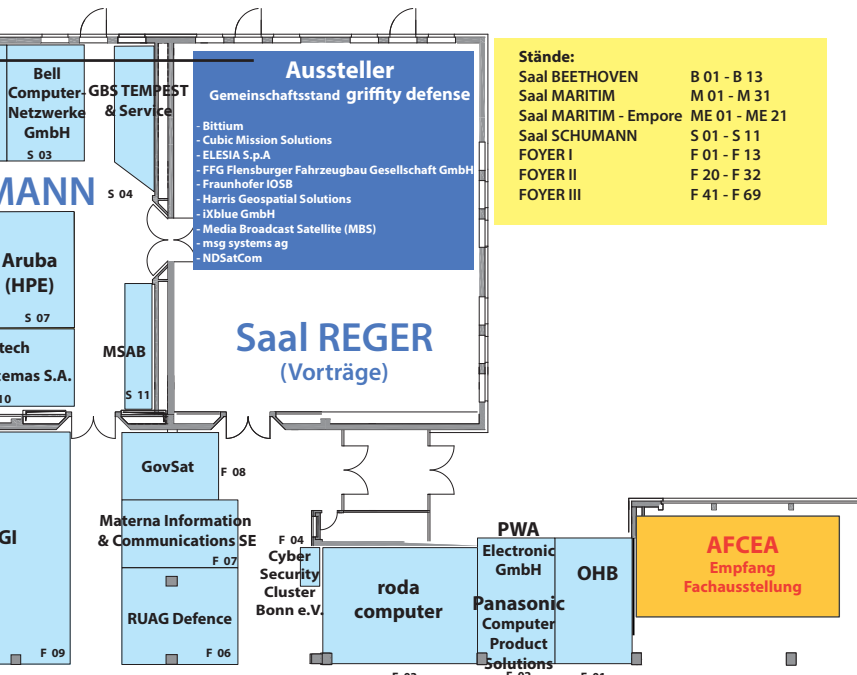 Bell
Computer-
Netzwerke
GmbH
S 03
GBS TEMPEST
& Service
S 04
MANN
Aussteller
Gemeinschaftsstand griffity defense
- Bittium
- Cubic Mission Solutions
- ELESIA S.p.A
- FFG Flensburger Fahrzeugbau Gesellschaft GmbH
- Fraunhofer IOSB
- Harris Geospatial Solutions
- iXblue GmbH
- Media Broadcast Satellite (MBS)
- msg systems ag
- NDSatCom
Stände:
Saal BEETHOVEN B 01 - B 13
Saal MARITIM M 01 - M 31
Saal MARITIM - Empore ME 01 - ME 21
Saal SCHUMANN S 01 - S 11
FOYER I F 01 - F 13
FOYER II F 20 - F 32
FOYER III F 41 - F 69
Aruba
(HPE)
S 07
tech
temas S.A.
10
MSAB
S 11
Saal REGER
(Vorträge)
GI
F 09
GovSat
F 08
Materna Information
& Communications SE
F 07
RUAG Defence
F 06
F 04
Cyber
Security
Cluster
Bonn e.V.
roda
computer
PWA
Electronic
GmbH
Panasonic
Computer
Product
Solutions
OHB
F 03
F 02
F 01
AFCEA
Empfang
Fachausstellung